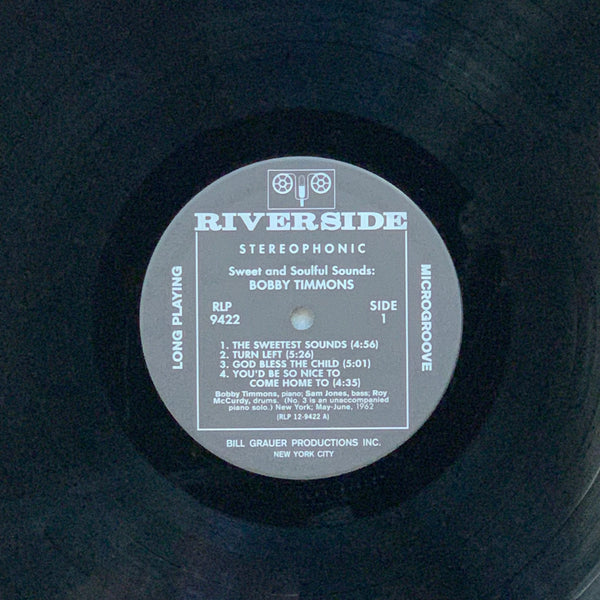 RIVERSIDE
STEREOPHONIC
Sweet and Soulful Sounds:
BOBBY TIMMONS
RLP
9422
SIDE
1
LONG PLAYING
MICROGROOVE
1. THE SWEETEST SOUNDS (4:56)
2. TURN LEFT (5:26)
3. GOD BLESS THE CHILD (5:01)
4. YOU'D BE SO NICE TO
COME HOME TO (4:35)
Bobby Timmons, piano; Sam Jones, bass; Roy
McCurdy, drums. (No. 3 is an unaccompanied
piano solo.) New York; May-June, 1962
(RLP 12-9422 A)
BILL GRAUER PRODUCTIONS INC.
NEW YORK CITY